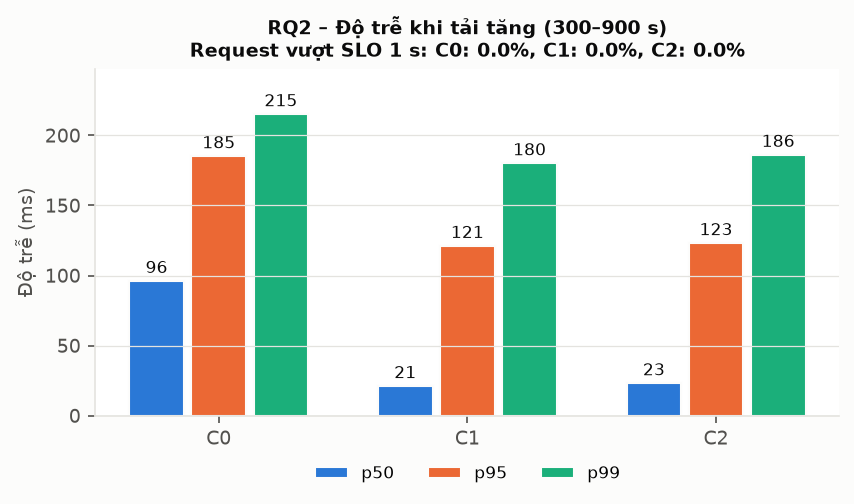 RQ2 – Độ trễ khi tải tăng (300–900 s)
Request vượt SLO 1 s: C0: 0.0%, C1: 0.0%, C2: 0.0%
Độ trễ (ms)
200
150
100
50
0
96
185
215
21
121
180
23
123
186
C0
C1
C2
p50
p95
p99